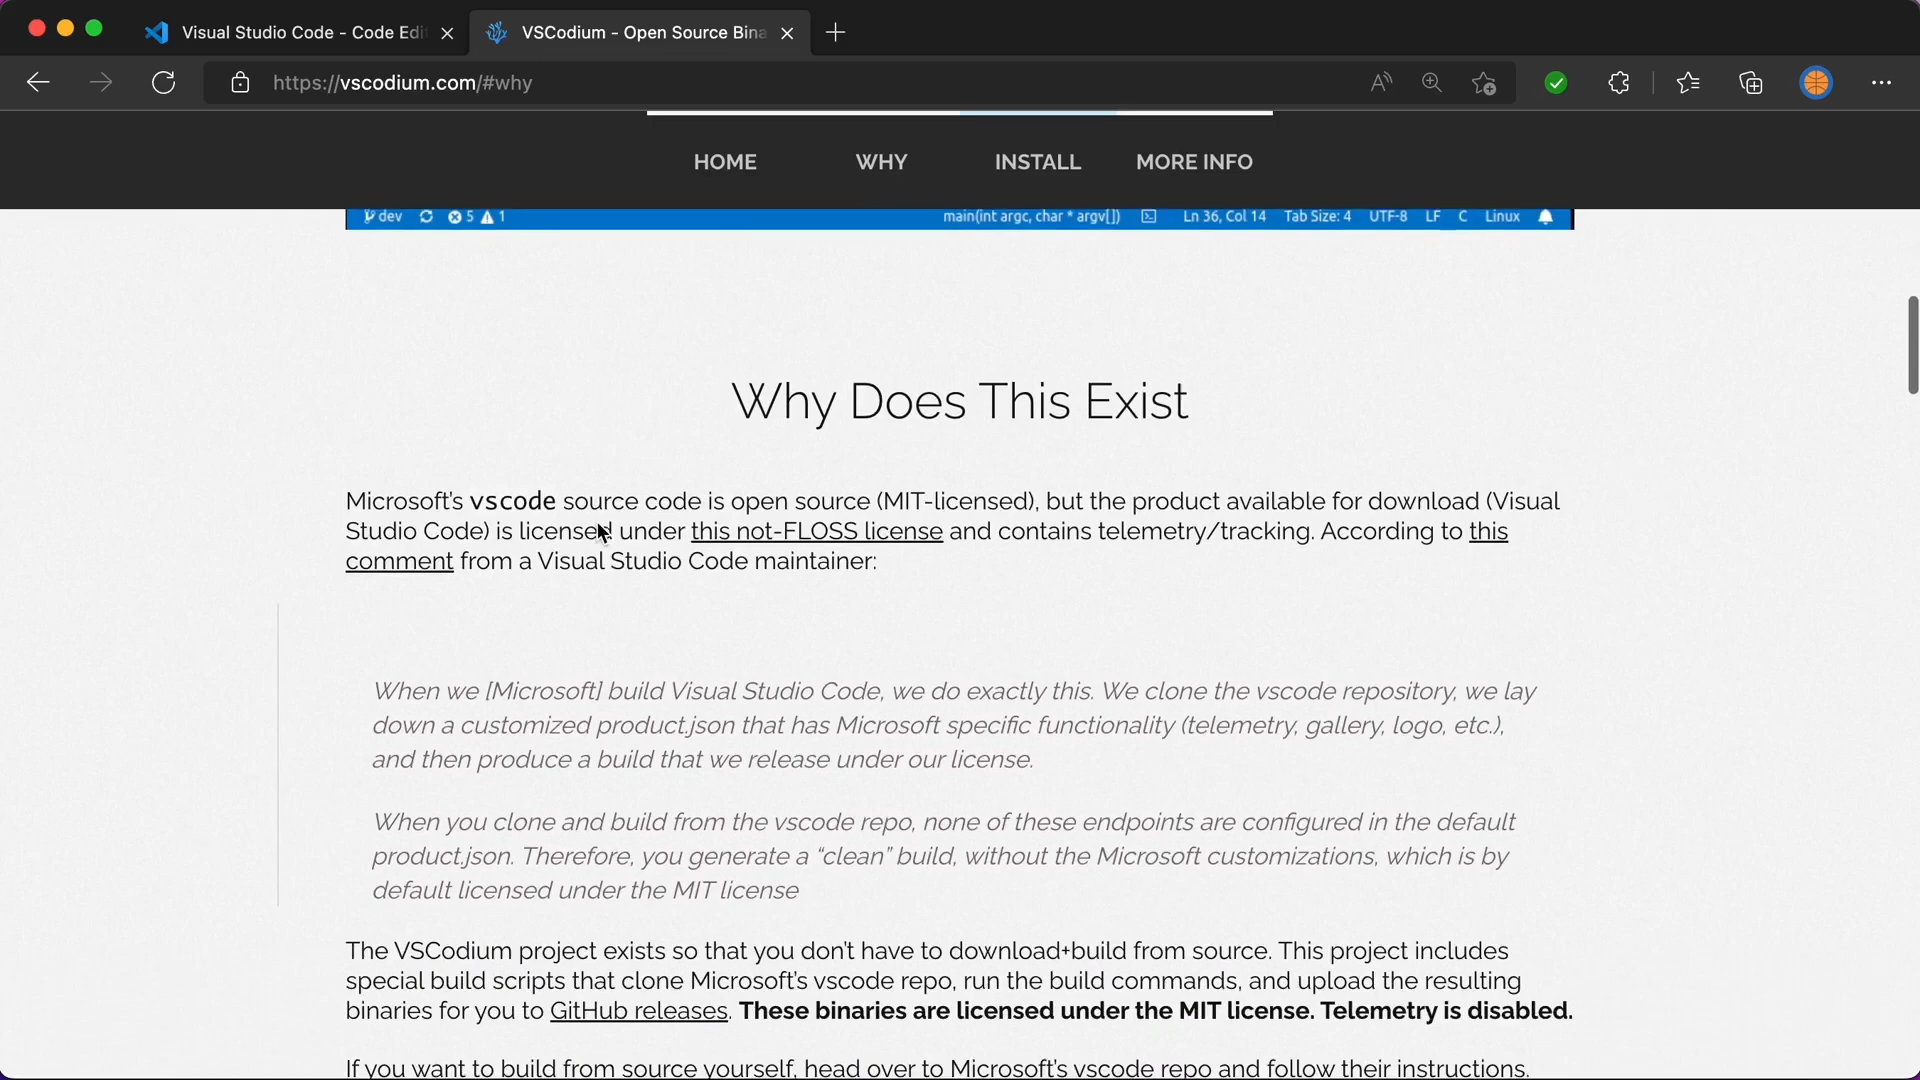 Visual Studio Code - Code Edi
VSCodium - Open Source Bina
https://vscodium.com/#why
HOME
WHY
INSTALL
MORE INFO
dev 5 1
main(int argc, char * argv[]) Ln 36, Col 14 Tab Size: 4 UTF-8 LF C Linux
Why Does This Exist
Microsoft's vscode source code is open source (MIT-licensed), but the product available for download (Visual
Studio Code) is licensed under this not-FLOSS license and contains telemetry/tracking. According to this
comment from a Visual Studio Code maintainer:
When we [Microsoft] build Visual Studio Code, we do exactly this. We clone the vscode repository, we lay
down a customized product.json that has Microsoft specific functionality (telemetry, gallery, logo, etc.),
and then produce a build that we release under our license.
When you clone and build from the vscode repo, none of these endpoints are configured in the default
product.json. Therefore, you generate a “clean” build, without the Microsoft customizations, which is by
default licensed under the MIT license
The VSCodium project exists so that you don't have to download+build from source. This project includes
special build scripts that clone Microsoft's vscode repo, run the build commands, and upload the resulting
binaries for you to GitHub releases. These binaries are licensed under the MIT license. Telemetry is disabled.
If you want to build from source yourself, head over to Microsoft's vscode repo and follow their instructions.